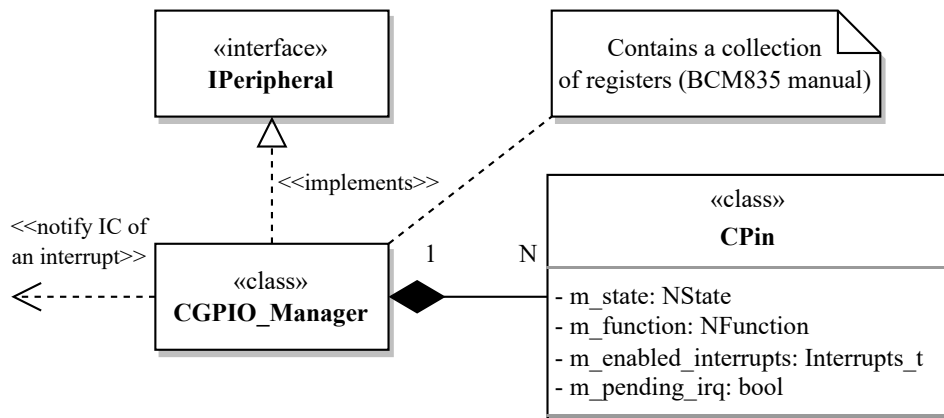 «interface»
IPeripheral
Contains a collection
of registers (BCM835 manual)
<<implements>>
<<notify IC of
an interrupt>>
«class»
CGPIO_Manager
1
N
«class»
CPin
- m_state: NState
- m_function: NFunction
- m_enabled_interrupts: Interrupts_t
- m_pending_irq: bool